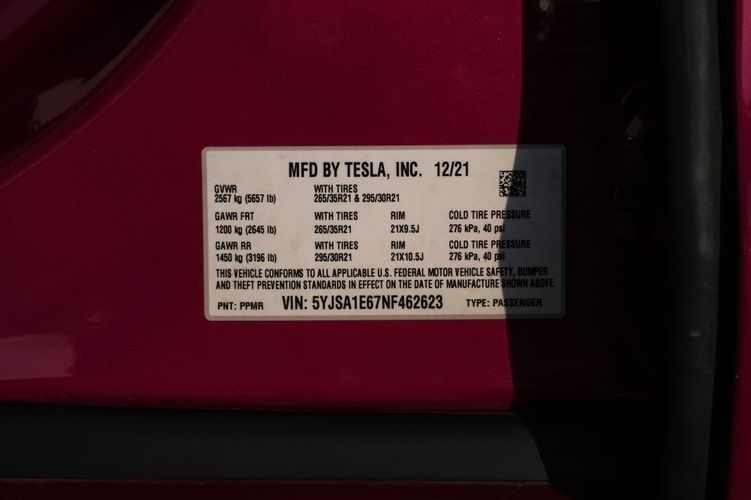 MFD BY TESLA, INC. 12/21
GVWR WITH TIRES
2567 kg (5657 lb) 265/35R21 & 295/30R21
GAWR FRT WITH TIRES RIM COLD TIRE PRESSURE
1200 kg (2645 lb) 265/35R21 21X9.5J 276 kPa, 40 psi
GAWR RR WITH TIRES RIM COLD TIRE PRESSURE
1450 kg (3196 lb) 295/30R21 21X10.5J 276 kPa, 40 psi
THIS VEHICLE CONFORMS TO ALL APPLICABLE U.S. FEDERAL MOTOR VEHICLE SAFETY, BUMPER
AND THEFT PREVENTION STANDARDS IN EFFECT ON THE DATE OF MANUFACTURE SHOWN ABOVE.
PNT: PPMR VIN: 5YJSA1E67NF462623 TYPE: PASSENGER